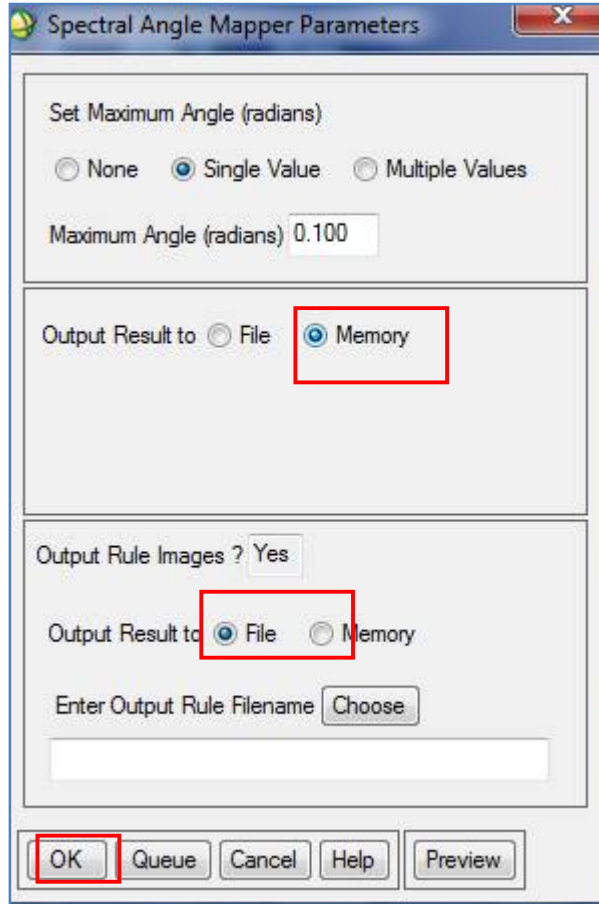 Spectral Angle Mapper Parameters
Set Maximum Angle (radians)
None Single Value Multiple Values
Maximum Angle (radians) 0.100
Output Result to File Memory
Output Rule Images ? Yes
Output Result to File Memory
Enter Output Rule Filename Choose
OK Queue Cancel Help Preview